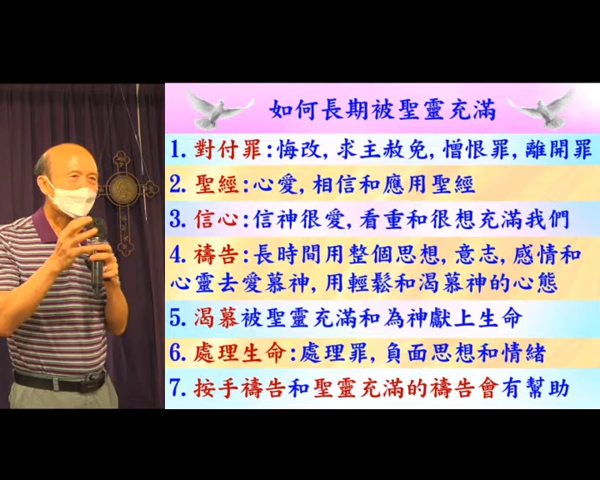 如何長期被聖靈充滿
1. 對付罪:悔改, 求主赦免, 憎恨罪, 離開罪
2. 聖經:心愛, 相信和應用聖經
3. 信心:信神很愛, 看重和很想充滿我們
4. 禱告:長時間用整個思想, 意志, 感情和
心靈去愛慕神, 用輕鬆和渴慕神的心態
5. 渴慕被聖靈充滿和為神獻上生命
6. 處理生命:處理罪, 負面思想和情緒
7. 按手禱告和聖靈充滿的禱告會有幫助